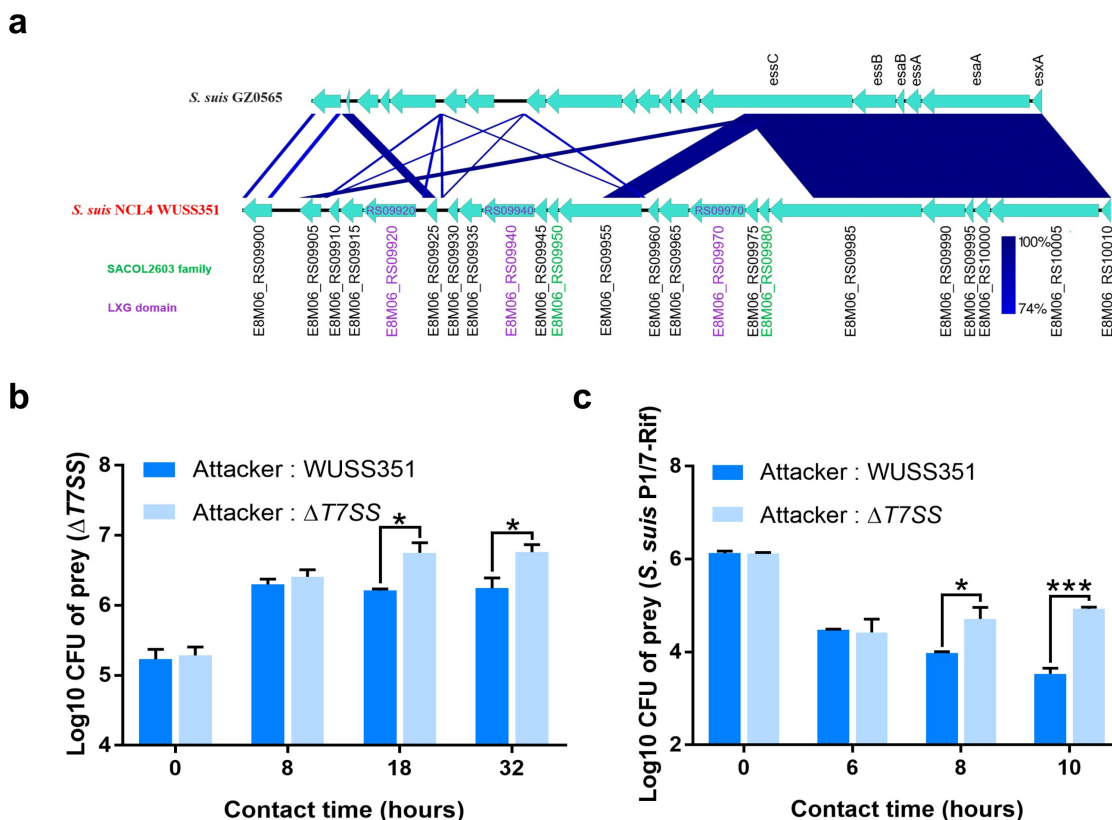 a
essC
essB
esaB
essA
esaA
esxA
S. suis GZ0565
S. suis NCL4 WUSS351
RS09920
RS09940
RS09970
SACOL2603 family
LXG domain
E8M06_RS09900
E8M06_RS09905
E8M06_RS09910
E8M06_RS09915
E8M06_RS09920
E8M06_RS09925
E8M06_RS09930
E8M06_RS09935
E8M06_RS09940
E8M06_RS09945
E8M06_RS09950
E8M06_RS09955
E8M06_RS09960
E8M06_RS09965
E8M06_RS09970
E8M06_RS09975
E8M06_RS09980
E8M06_RS09985
E8M06_RS09990
E8M06_RS09995
E8M06_RS10000
E8M06_RS10005
E8M06_RS10010
100%
74%
b
Log10 CFU of prey (ΔT7SS)
8
7
6
5
4
Attacker : WUSS351
Attacker : ΔT7SS
*
*
0 8 18 32
Contact time (hours)
c
Log10 CFU of prey (S. suis P1/7-Rif)
8
6
4
2
Attacker : WUSS351
Attacker : ΔT7SS
*
***
0 6 8 10
Contact time (hours)